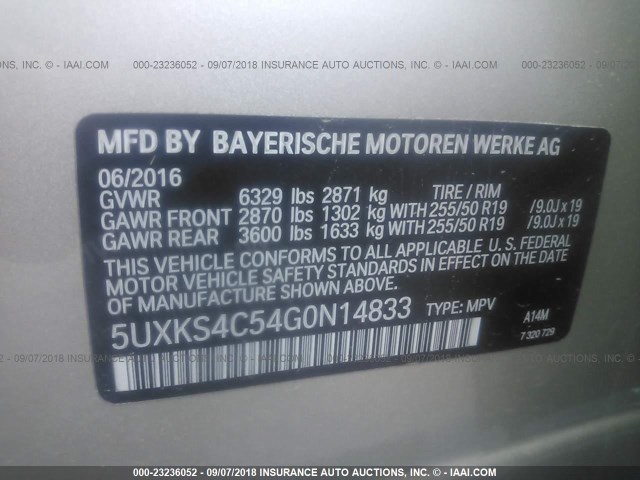 000-23236052 - 09/07/2018 INSURANCE AUTO AUCTIONS, INC. © - IAAI.COM
MFD BY BAYERISCHE MOTOREN WERKE AG
06/2016
GVWR 6329 lbs 2871 kg TIRE / RIM
GAWR FRONT 2870 lbs 1302 kg WITH 255/50 R19 /9.0J x 19
GAWR REAR 3600 lbs 1633 kg WITH 255/50 R19 /9.0J x 19
THIS VEHICLE CONFORMS TO ALL APPLICABLE U. S. FEDERAL
MOTOR VEHICLE SAFETY STANDARDS IN EFFECT ON THE
DATE OF MANUFACTURE SHOWN ABOVE.
5UXKS4C54G0N14833 TYPE: MPV A14M
7 320 729
000-23236052 - 09/07/2018 INSURANCE AUTO AUCTIONS, INC. © - IAAI.COM
000-23236052 - 09/07/2018 INSURANCE AUTO AUCTIONS, INC. © - IAAI.COM